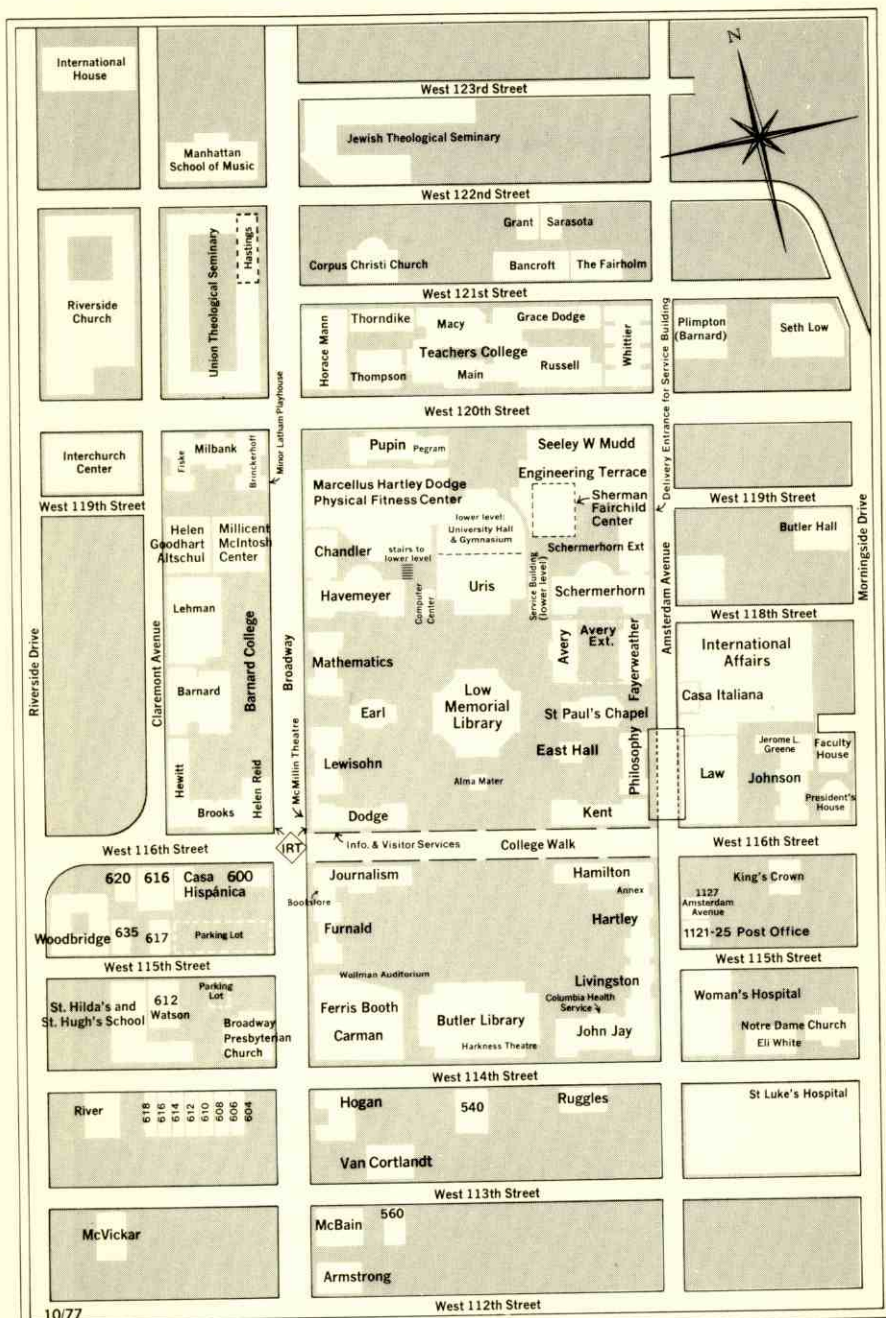 N
International
House
West 123rd Street
Jewish Theological Seminary
Manhattan
School of Music
West 122nd Street
Grant
Sarasota
Hastings
Union Theological Seminary
Riverside
Church
Corpus Christi Church
Bancroft
The Fairholm
West 121st Street
Horace Mann
Thorndike
Macy
Grace Dodge
Teachers College
Thompson
Main
Russell
Whittier
Plimpton
(Barnard)
Seth Low
Delivery Entrance for Service Building
Minor Latham Playhouse
West 120th Street
Interchurch
Center
Fiske
Milbank
Brinckerhoff
Pupin
Pegram
Seeley W Mudd
Engineering Terrace
Marcellus Hartley Dodge
Physical Fitness Center
Sherman
Fairchild
Center
West 119th Street
West 119th Street
lower level:
University Hall
& Gymnasium
Helen
Goodhart
Altschul
Millicent
McIntosh
Center
Butler Hall
Chandler
stairs to
lower level
Schermerhorn Ext
Havemeyer
Computer
Center
Uris
Service Building
(lower level)
Schermerhorn
Lehman
West 118th Street
Morningside Drive
Amsterdam Avenue
Riverside Drive
Claremont Avenue
Barnard College
Broadway
Mathematics
Avery
Avery
Ext.
Fayerweather
International
Affairs
Casa Italiana
Barnard
Earl
Low
Memorial
Library
St Paul's Chapel
East Hall
Philosophy
Jerome L.
Greene
Faculty
House
Hewitt
Helen Reid
McMillin Theatre
Lewisohn
Alma Mater
Law
Johnson
President's
House
Brooks
Dodge
Kent
West 116th Street
IRT
Info. & Visitor Services
College Walk
West 116th Street
620
616
Casa
Hispánica
600
Journalism
Hamilton
King's Crown
Bookstore
Annex
1127
Amsterdam
Avenue
Woodbridge
635
617
Parking Lot
Furnald
Hartley
1121-25 Post Office
West 115th Street
West 115th Street
Wollman Auditorium
Livingston
Parking
Lot
St. Hilda's and
St. Hugh's School
612
Watson
Broadway
Presbyterian
Church
Ferris Booth
Carman
Butler Library
Harkness Theatre
Columbia Health
Service
John Jay
Woman's Hospital
Notre Dame Church
Eli White
West 114th Street
River
618
616
614
612
610
608
606
604
Hogan
540
Ruggles
St Luke's Hospital
Van Cortlandt
West 113th Street
McVickar
McBain
560
Armstrong
West 112th Street
10/77